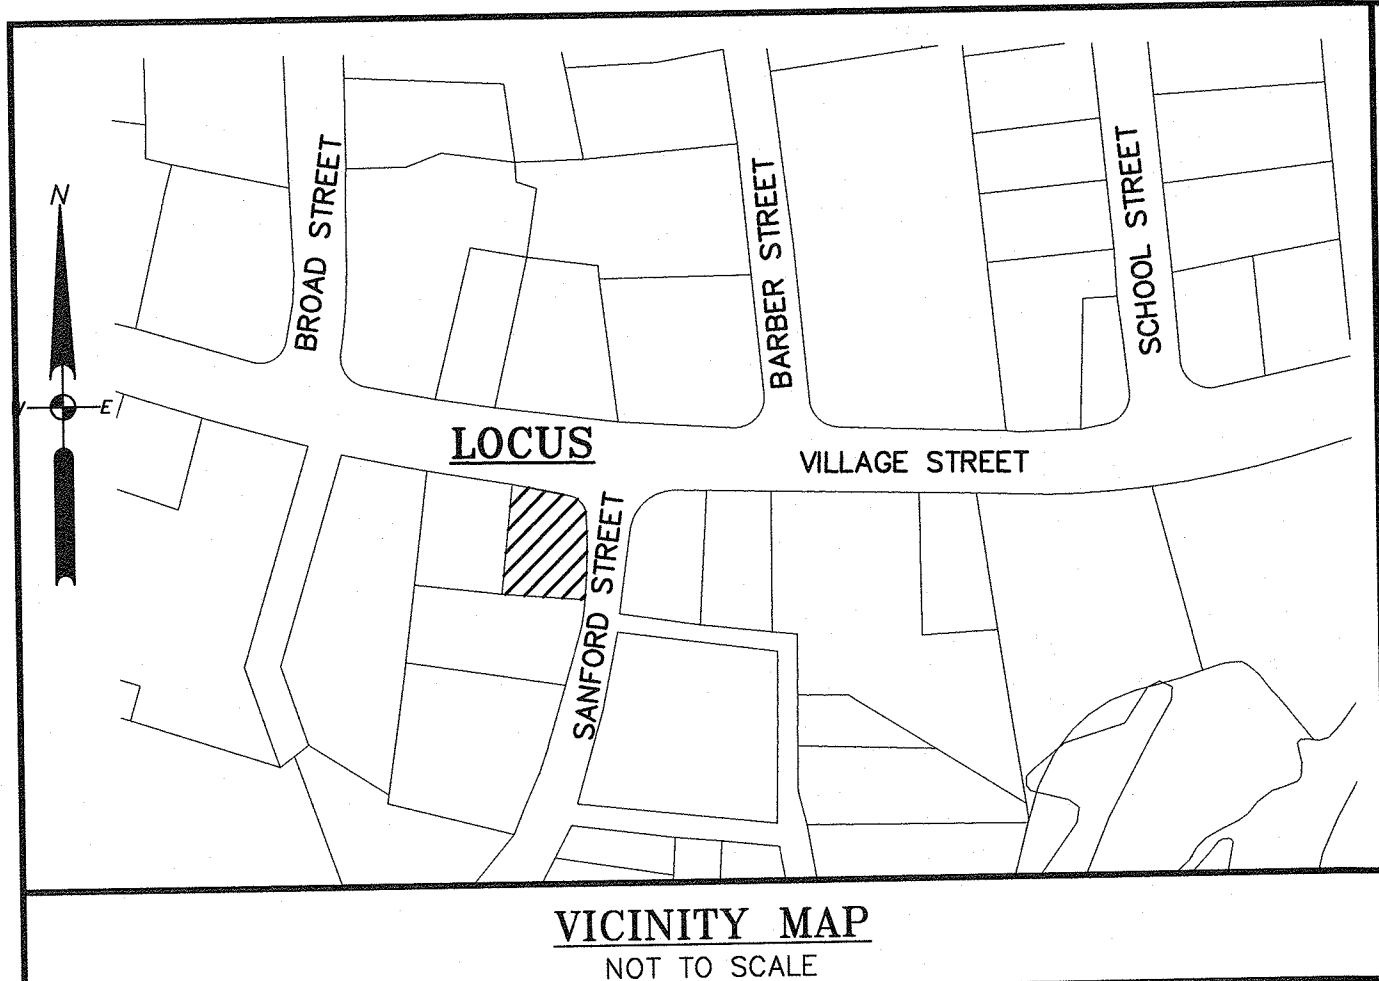 N
BROAD STREET
BARBER STREET
SCHOOL STREET
E
LOCUS
VILLAGE STREET
SANFORD STREET
VICINITY MAP
NOT TO SCALE